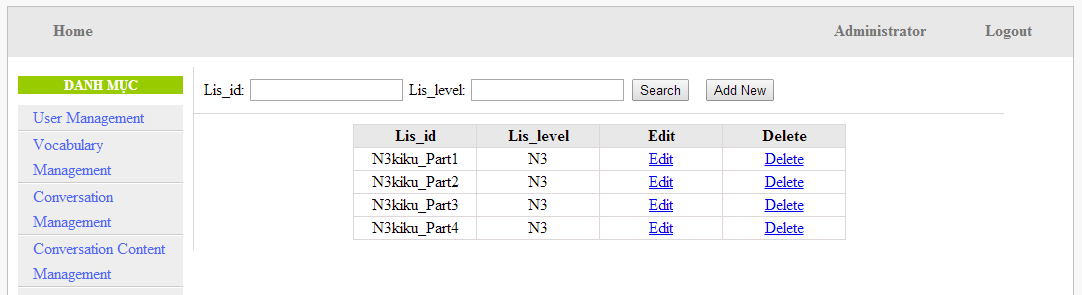 Home Administrator Logout
DANH MỤC
User Management
Vocabulary
Management
Conversation
Management
Conversation Content
Management
Lis_id: Lis_level: Search Add New
Lis_id Lis_level Edit Delete
N3kiku_Part1 N3 Edit Delete
N3kiku_Part2 N3 Edit Delete
N3kiku_Part3 N3 Edit Delete
N3kiku_Part4 N3 Edit Delete